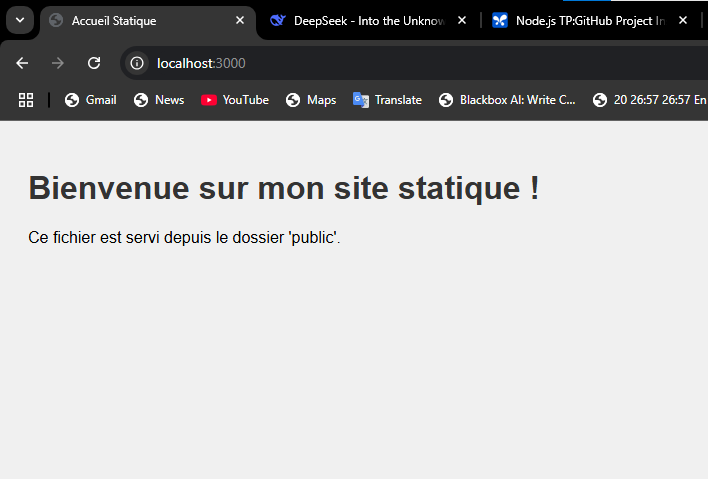 Accueil Statique
DeepSeek - Into the Unknow
Node.js TP:GitHub Project In
localhost:3000
Gmail
News
YouTube
Maps
Translate
Blackbox AI: Write C...
20 26:57 26:57 En
Bienvenue sur mon site statique !
Ce fichier est servi depuis le dossier 'public'.